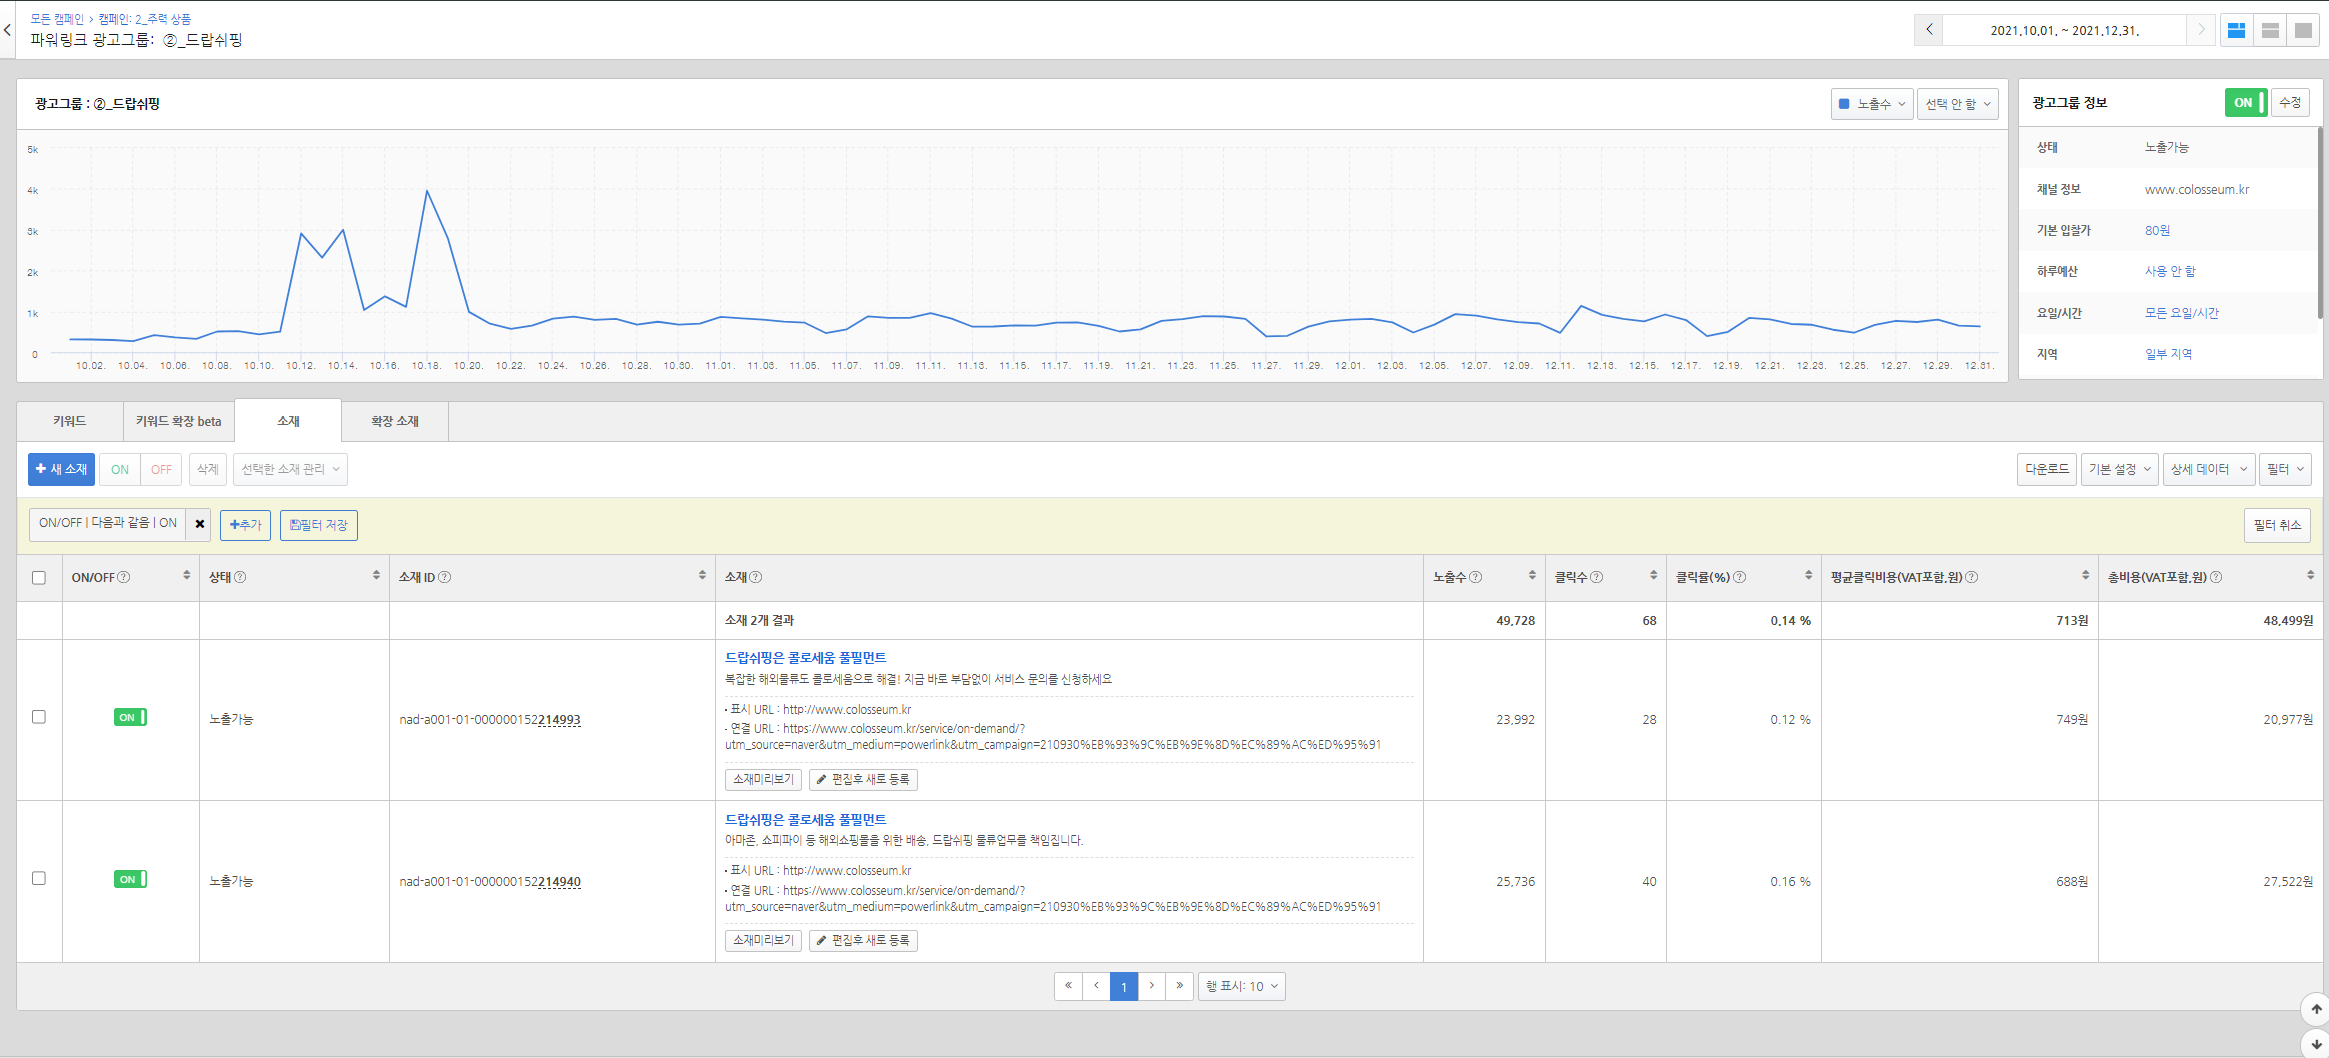 모든 캠페인 > 캠페인: 2_주력 상품
파워링크 광고그룹: ②_드랍쉬핑
2021.10.01. ~ 2021.12.31.
광고그룹 : ②_드랍쉬핑
노출수
선택 안 함
5k
4k
3k
2k
1k
0
10.02. 10.04. 10.06. 10.08. 10.10. 10.12. 10.14. 10.16. 10.18. 10.20. 10.22. 10.24. 10.26. 10.28. 10.30. 11.01. 11.03. 11.05. 11.07. 11.09. 11.11. 11.13. 11.15. 11.17. 11.19. 11.21. 11.23. 11.25. 11.27. 11.29. 12.01. 12.03. 12.05. 12.07. 12.09. 12.11. 12.13. 12.15. 12.17. 12.19. 12.21. 12.23. 12.25. 12.27. 12.29. 12.31.
광고그룹 정보 ON 수정
상태 노출가능
채널 정보 www.colosseum.kr
기본 입찰가 80원
하루예산 사용 안 함
요일/시간 모든 요일/시간
지역 일부 지역
키워드 키워드 확장 beta 소재 확장 소재
새 소재 ON OFF 삭제 선택한 소재 관리 다운로드 기본 설정 상세 데이터 필터
ON/OFF | 다음과 같음 | ON 추가 필터 저장 필터 취소
ON/OFF 상태 소재 ID 소재 노출수 클릭수 클릭률(%) 평균클릭비용(VAT포함,원) 총비용(VAT포함,원)
소재 2개 결과 49,728 68 0.14 % 713원 48,499원
드랍쉬핑은 콜로세움 풀필먼트
복잡한 해외물류도 콜로세움으로 해결! 지금 바로 부담없이 서비스 문의를 신청하세요
표시 URL : http://www.colosseum.kr
ON 노출가능 nad-a001-01-000000152214993 23,992 28 0.12 % 749원 20,977원
연결 URL : https://www.colosseum.kr/service/on-demand/?
utm_source=naver&utm_medium=powerlink&utm_campaign=210930%EB%93%9C%EB%9E%8D%EC%89%AC%ED%95%91
소재미리보기 편집후 새로 등록
드랍쉬핑은 콜로세움 풀필먼트
아마존, 쇼피파이 등 해외쇼핑몰을 위한 배송, 드랍쉬핑 물류업무를 책임집니다.
표시 URL : http://www.colosseum.kr
ON 노출가능 nad-a001-01-000000152214940 25,736 40 0.16 % 688원 27,522원
연결 URL : https://www.colosseum.kr/service/on-demand/?
utm_source=naver&utm_medium=powerlink&utm_campaign=210930%EB%93%9C%EB%9E%8D%EC%89%AC%ED%95%91
소재미리보기 편집후 새로 등록
« ‹ 1 › » 행 표시: 10